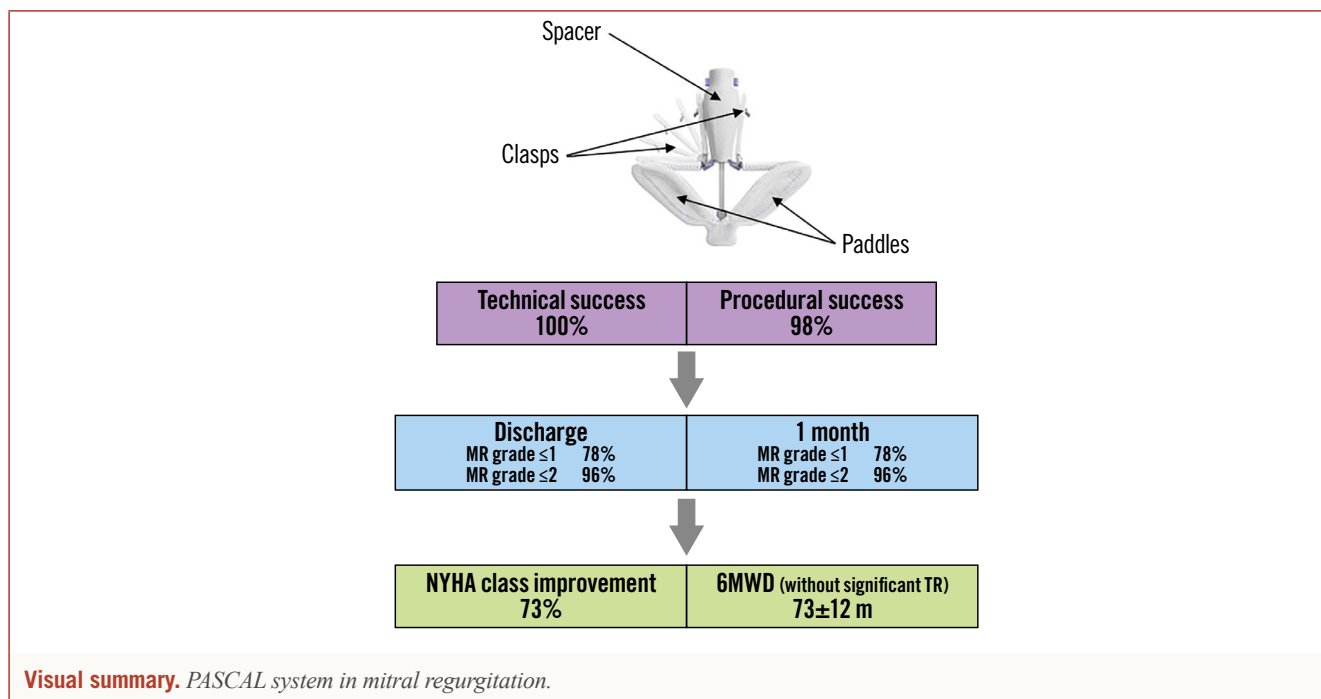 Spacer
Clasps
Paddles
Technical success
100%
Procedural success
98%
Discharge
MR grade ≤1 78%
MR grade ≤2 96%
1 month
MR grade ≤1 78%
MR grade ≤2 96%
NYHA class improvement
73%
6MWD (without significant TR)
73±12 m
Visual summary. PASCAL system in mitral regurgitation.